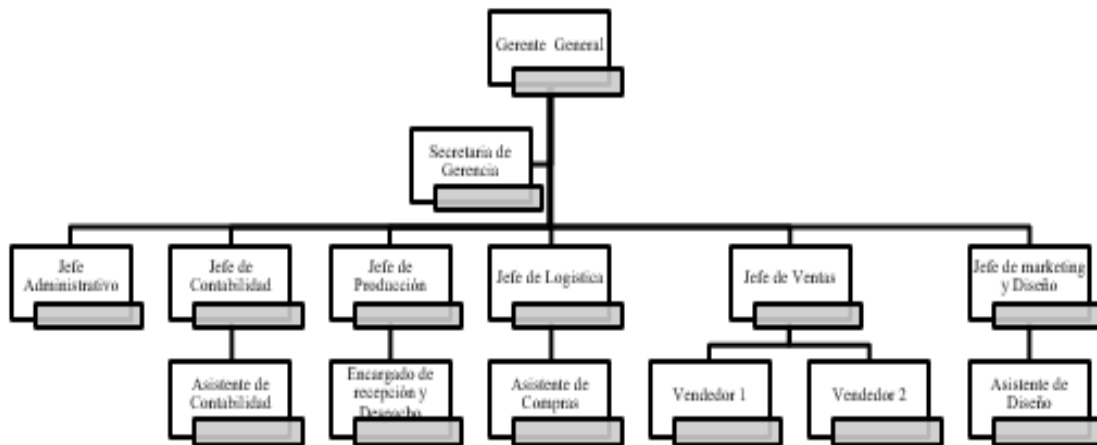 Gerente General
Secretaria de
Gerencia
Jefe
Administrativo
Jefe de
Contabilidad
Jefe de
Producción
Jefe de Logistica
Jefe de Ventas
Jefe de marketing
y Diseño
Asistente de
Contabilidad
Encargado de
recepción y
Despacho
Asistente de
Compras
Vendedor 1
Vendedor 2
Asistente de
Diseño